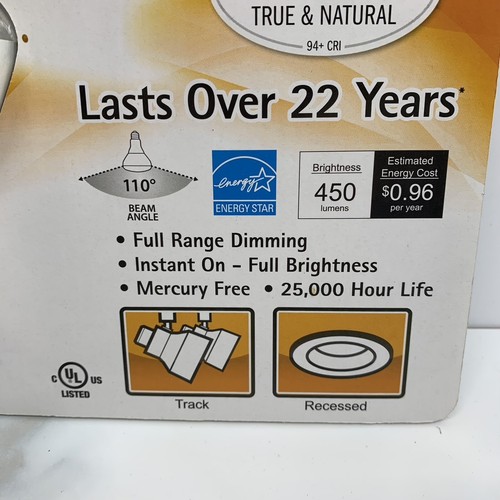 TRUE & NATURAL
94+ CRI
Lasts Over 22 Years*
110°
BEAM
ANGLE
energy
ENERGY STAR
Brightness
450
lumens
Estimated
Energy Cost
$0.96
per year
• Full Range Dimming
• Instant On – Full Brightness
• Mercury Free • 25,000 Hour Life
C UL US
LISTED
Track
Recessed